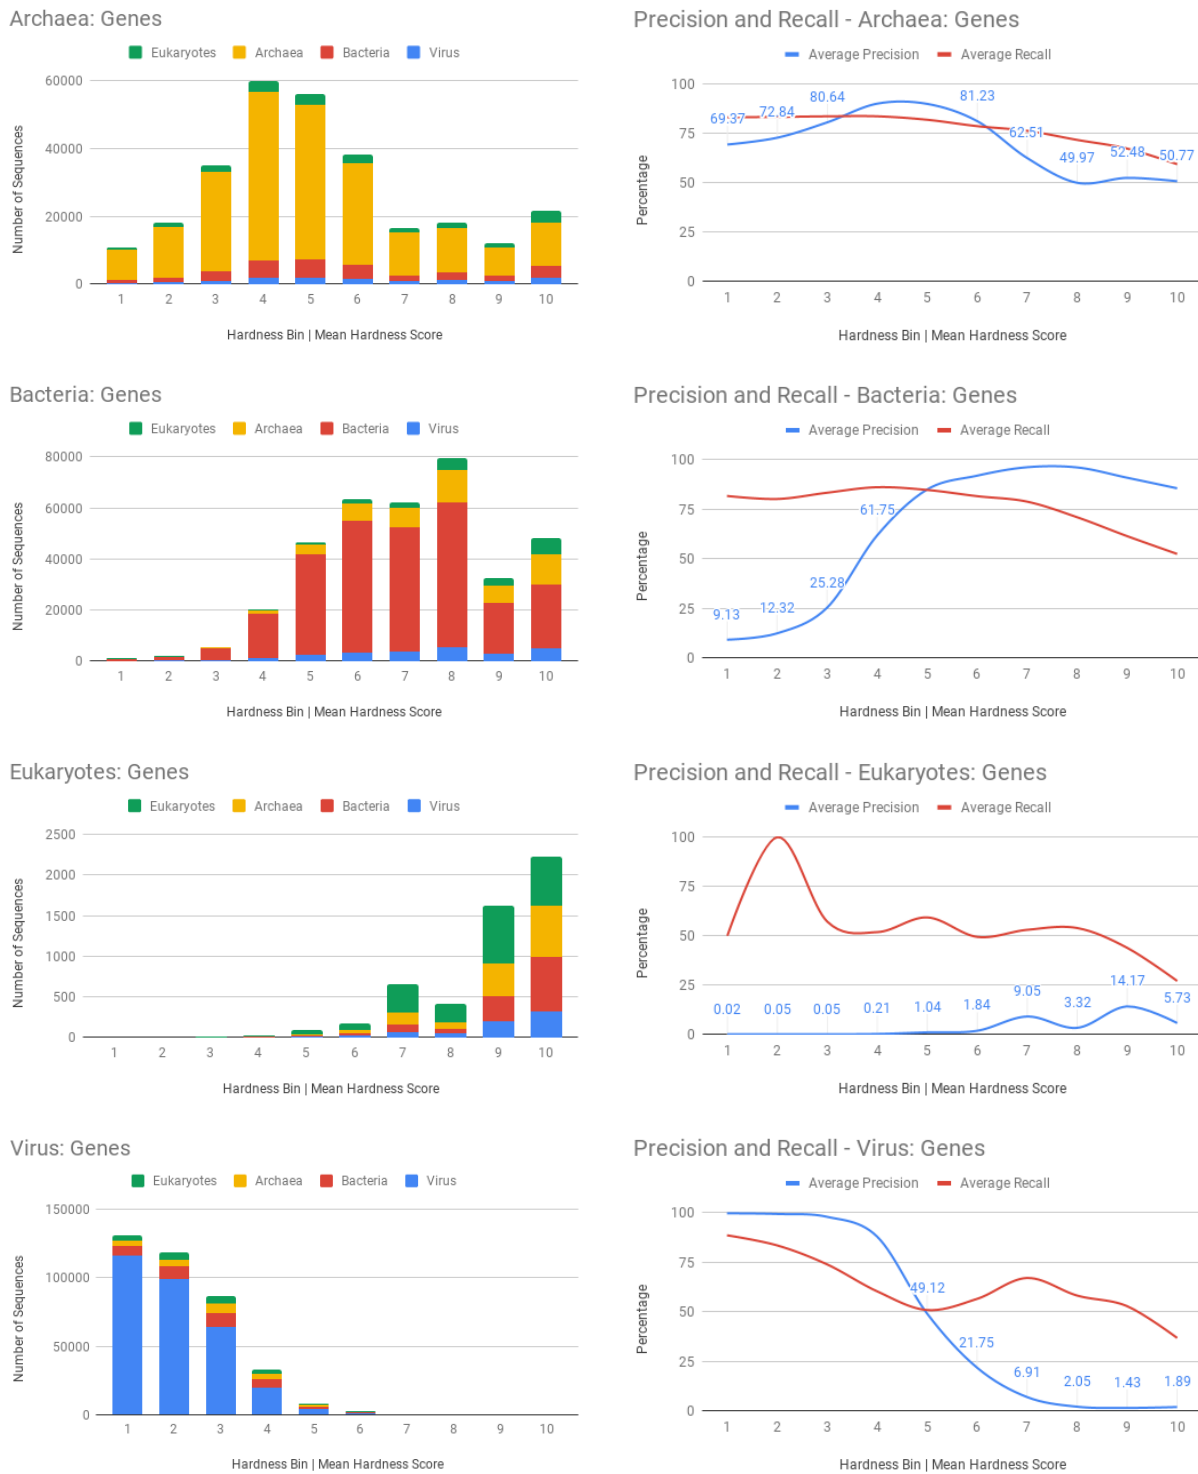 Archaea: Genes
Eukaryotes Archaea Bacteria Virus
60000
40000
20000
0
Number of Sequences
1 2 3 4 5 6 7 8 9 10
Hardness Bin | Mean Hardness Score
Precision and Recall - Archaea: Genes
Average Precision Average Recall
100
75
50
25
0
Percentage
69.37 72.84 80.64 81.23 62.51 49.97 52.48 50.77
1 2 3 4 5 6 7 8 9 10
Hardness Bin | Mean Hardness Score
Bacteria: Genes
Eukaryotes Archaea Bacteria Virus
80000
60000
40000
20000
0
Number of Sequences
1 2 3 4 5 6 7 8 9 10
Hardness Bin | Mean Hardness Score
Precision and Recall - Bacteria: Genes
Average Precision Average Recall
100
75
50
25
0
Percentage
9.13 12.32 25.28 61.75
1 2 3 4 5 6 7 8 9 10
Hardness Bin | Mean Hardness Score
Eukaryotes: Genes
Eukaryotes Archaea Bacteria Virus
2500
2000
1500
1000
500
0
Number of Sequences
1 2 3 4 5 6 7 8 9 10
Hardness Bin | Mean Hardness Score
Precision and Recall - Eukaryotes: Genes
Average Precision Average Recall
100
75
50
25
0
Percentage
0.02 0.05 0.05 0.21 1.04 1.84 9.05 3.32 14.17 5.73
1 2 3 4 5 6 7 8 9 10
Hardness Bin | Mean Hardness Score
Virus: Genes
Eukaryotes Archaea Bacteria Virus
150000
100000
50000
0
Number of Sequences
1 2 3 4 5 6 7 8 9 10
Hardness Bin | Mean Hardness Score
Precision and Recall - Virus: Genes
Average Precision Average Recall
100
75
50
25
0
Percentage
49.12 21.75 6.91 2.05 1.43 1.89
1 2 3 4 5 6 7 8 9 10
Hardness Bin | Mean Hardness Score